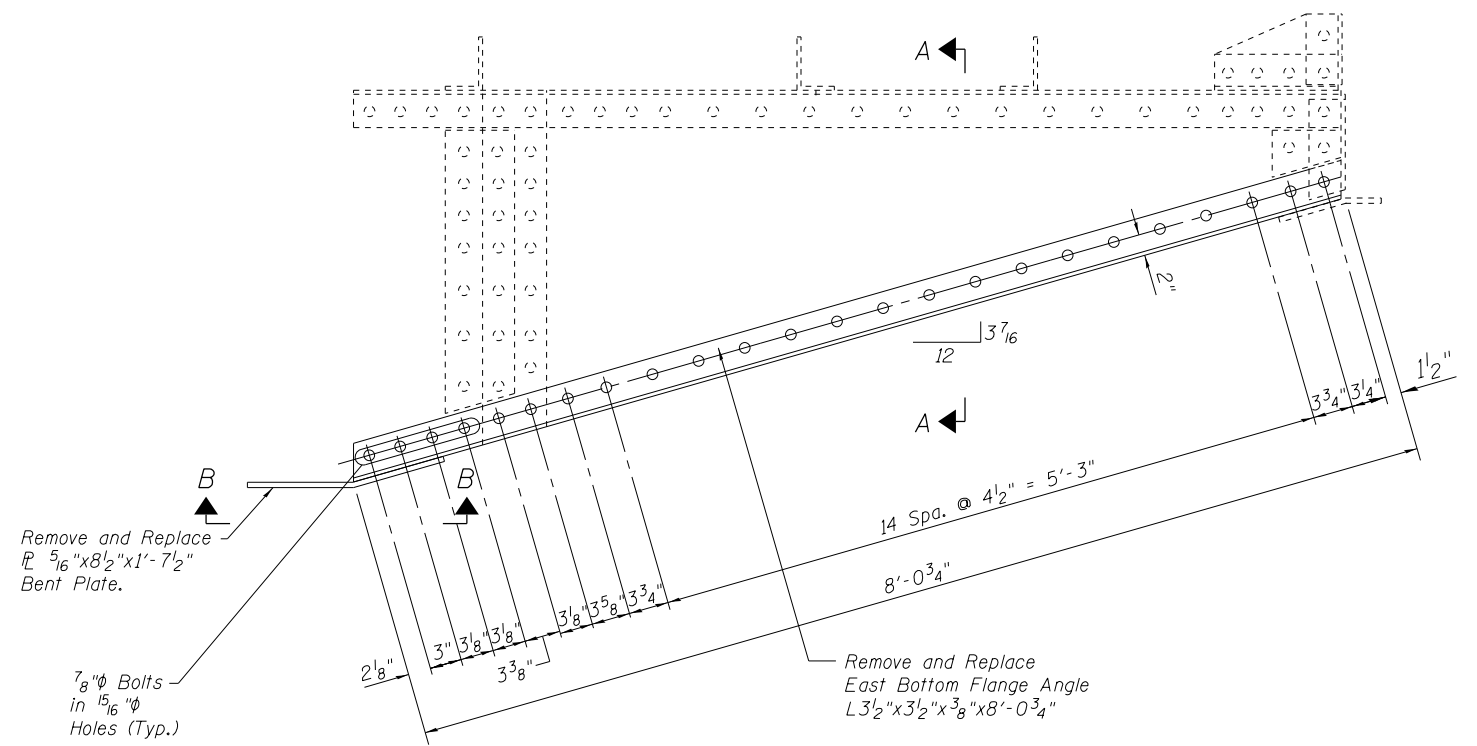 A
2"
3 7/16
12
A
1 1/2"
3 3/4"
3 1/4"
14 Spa. @ 4 1/2" = 5'-3"
8'-0 3/4"
B
B
Remove and Replace
℄ 5/16"x8 1/2"x1'-7 1/2"
Bent Plate.
2 1/8"
3"
3 1/8"
3 1/8"
3 3/8"
3 1/8"
3 5/8"
3 3/4"
7/8"ϕ Bolts
in 15/16"ϕ
Holes (Typ.)
Remove and Replace
East Bottom Flange Angle
L3 1/2"x3 1/2"x3/8"x8'-0 3/4"